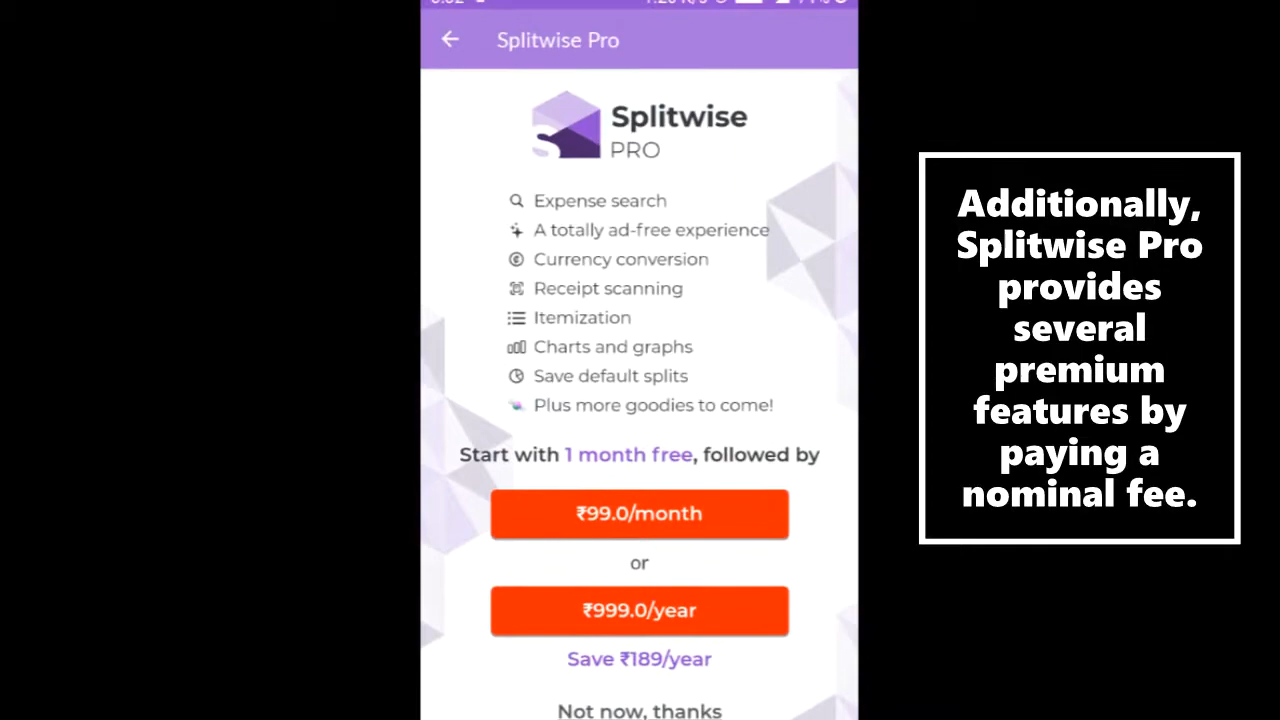 Splitwise Pro
Splitwise
PRO
Expense search
A totally ad-free experience
Currency conversion
Receipt scanning
Itemization
Charts and graphs
Save default splits
Plus more goodies to come!
Start with 1 month free, followed by
₹99.0/month
or
₹999.0/year
Save ₹189/year
Not now, thanks
Additionally,
Splitwise Pro
provides
several
premium
features by
paying a
nominal fee.